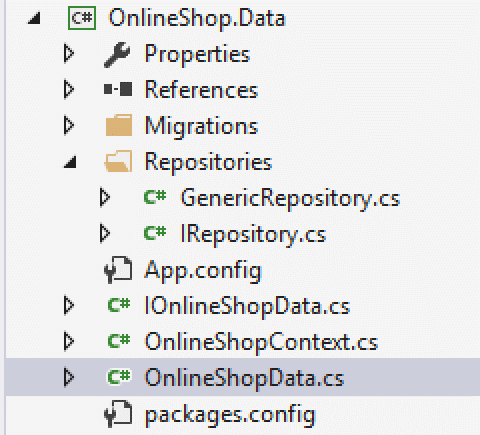 C# OnlineShop.Data
Properties
References
Migrations
Repositories
C# GenericRepository.cs
C# IRepository.cs
App.config
C# IOnlineShopData.cs
C# OnlineShopContext.cs
C# OnlineShopData.cs
packages.config